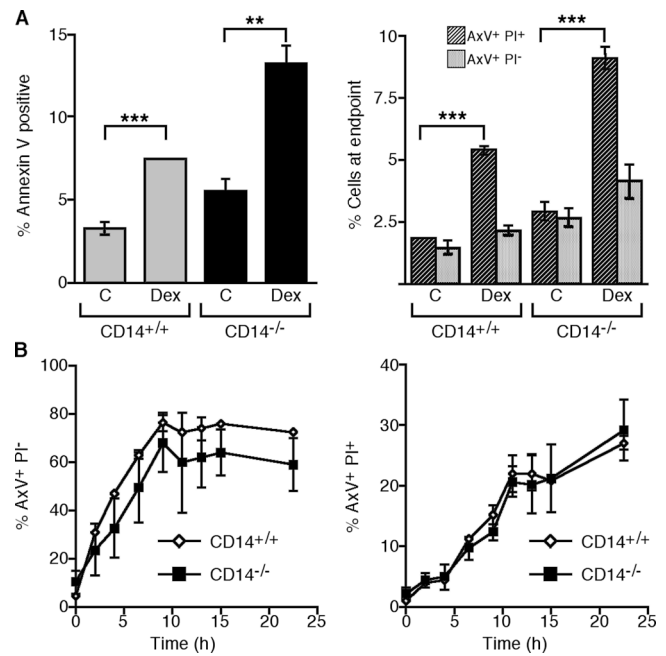 A
% Annexin V positive
15
10
5
0
***
**
C Dex C Dex
CD14+/+ CD14-/-
% Cells at endpoint
10
7.5
5
2.5
0
AxV+ PI+
AxV+ PI-
***
***
C Dex C Dex
CD14+/+ CD14-/-
B
% AxV+ PI-
100
80
60
40
20
0
CD14+/+
CD14-/-
0 5 10 15 20 25
Time (h)
% AxV+ PI+
40
30
20
10
0
CD14+/+
CD14-/-
0 5 10 15 20 25
Time (h)